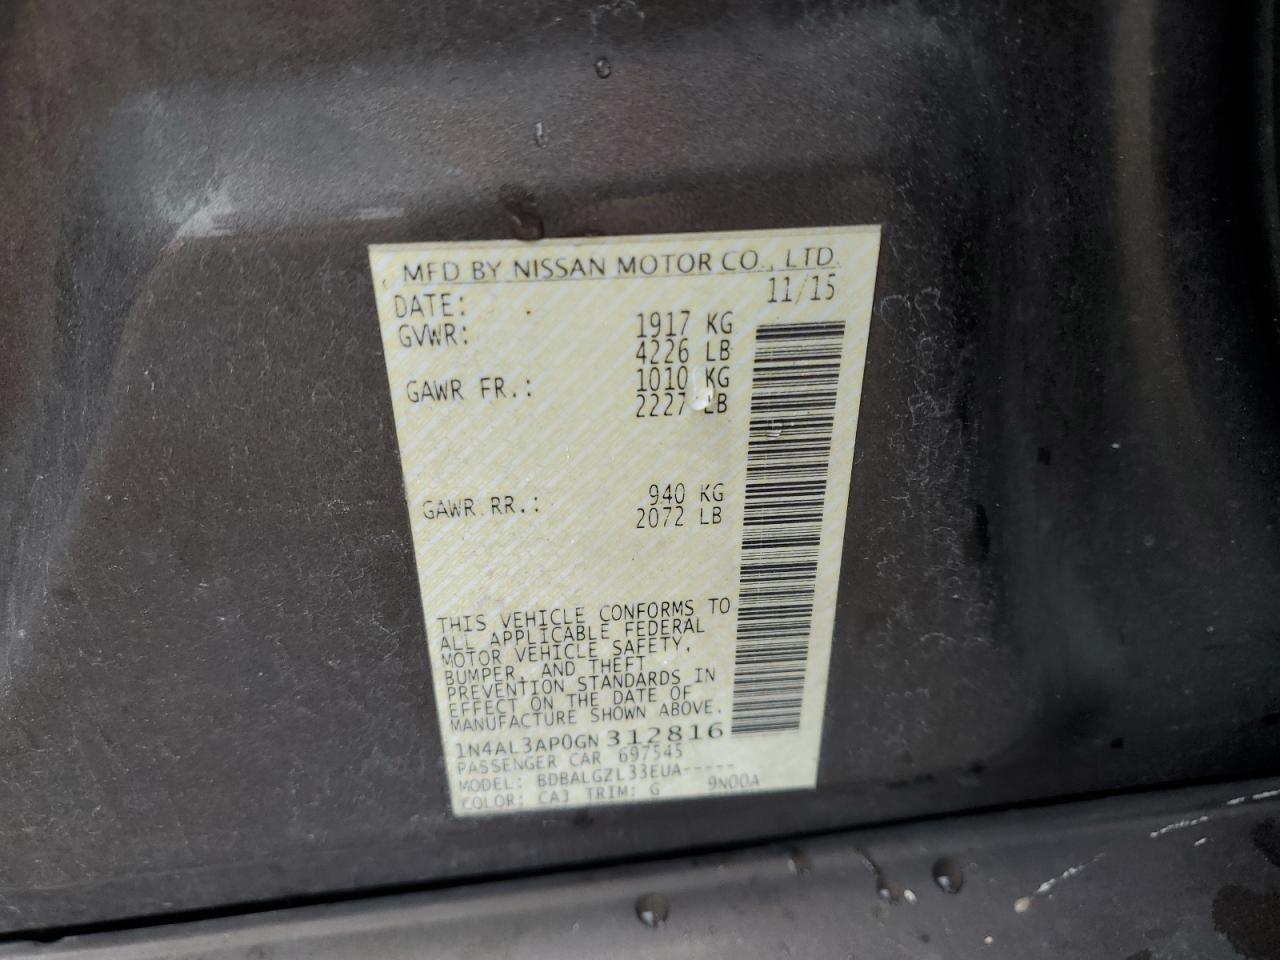 MFD BY NISSAN MOTOR CO., LTD.
DATE: 11/15
GVWR: 1917 KG
4226 LB
GAWR FR.: 1010 KG
2227 LB
GAWR RR.: 940 KG
2072 LB
THIS VEHICLE CONFORMS TO
ALL APPLICABLE FEDERAL
MOTOR VEHICLE SAFETY,
BUMPER, AND THEFT
PREVENTION STANDARDS IN
EFFECT ON THE DATE OF
MANUFACTURE SHOWN ABOVE.
1N4AL3AP0GN312816
PASSENGER CAR 697545
MODEL: BDBALGZL33EUA-----
COLOR: CAJ TRIM: G 9N00A